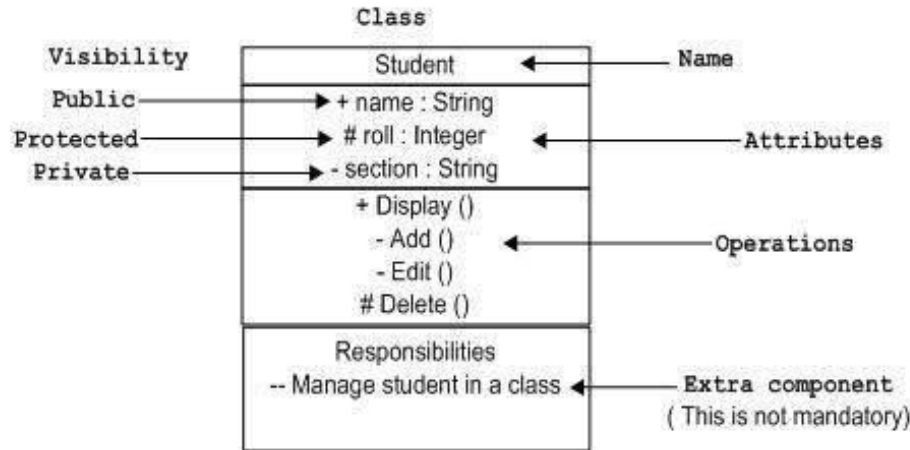 Class
Visibility
Student
Name
Public
+ name : String
Protected
# roll : Integer
Attributes
Private
- section : String
+ Display ()
- Add ()
Operations
- Edit ()
# Delete ()
Responsibilities
-- Manage student in a class
Extra component
( This is not mandatory)